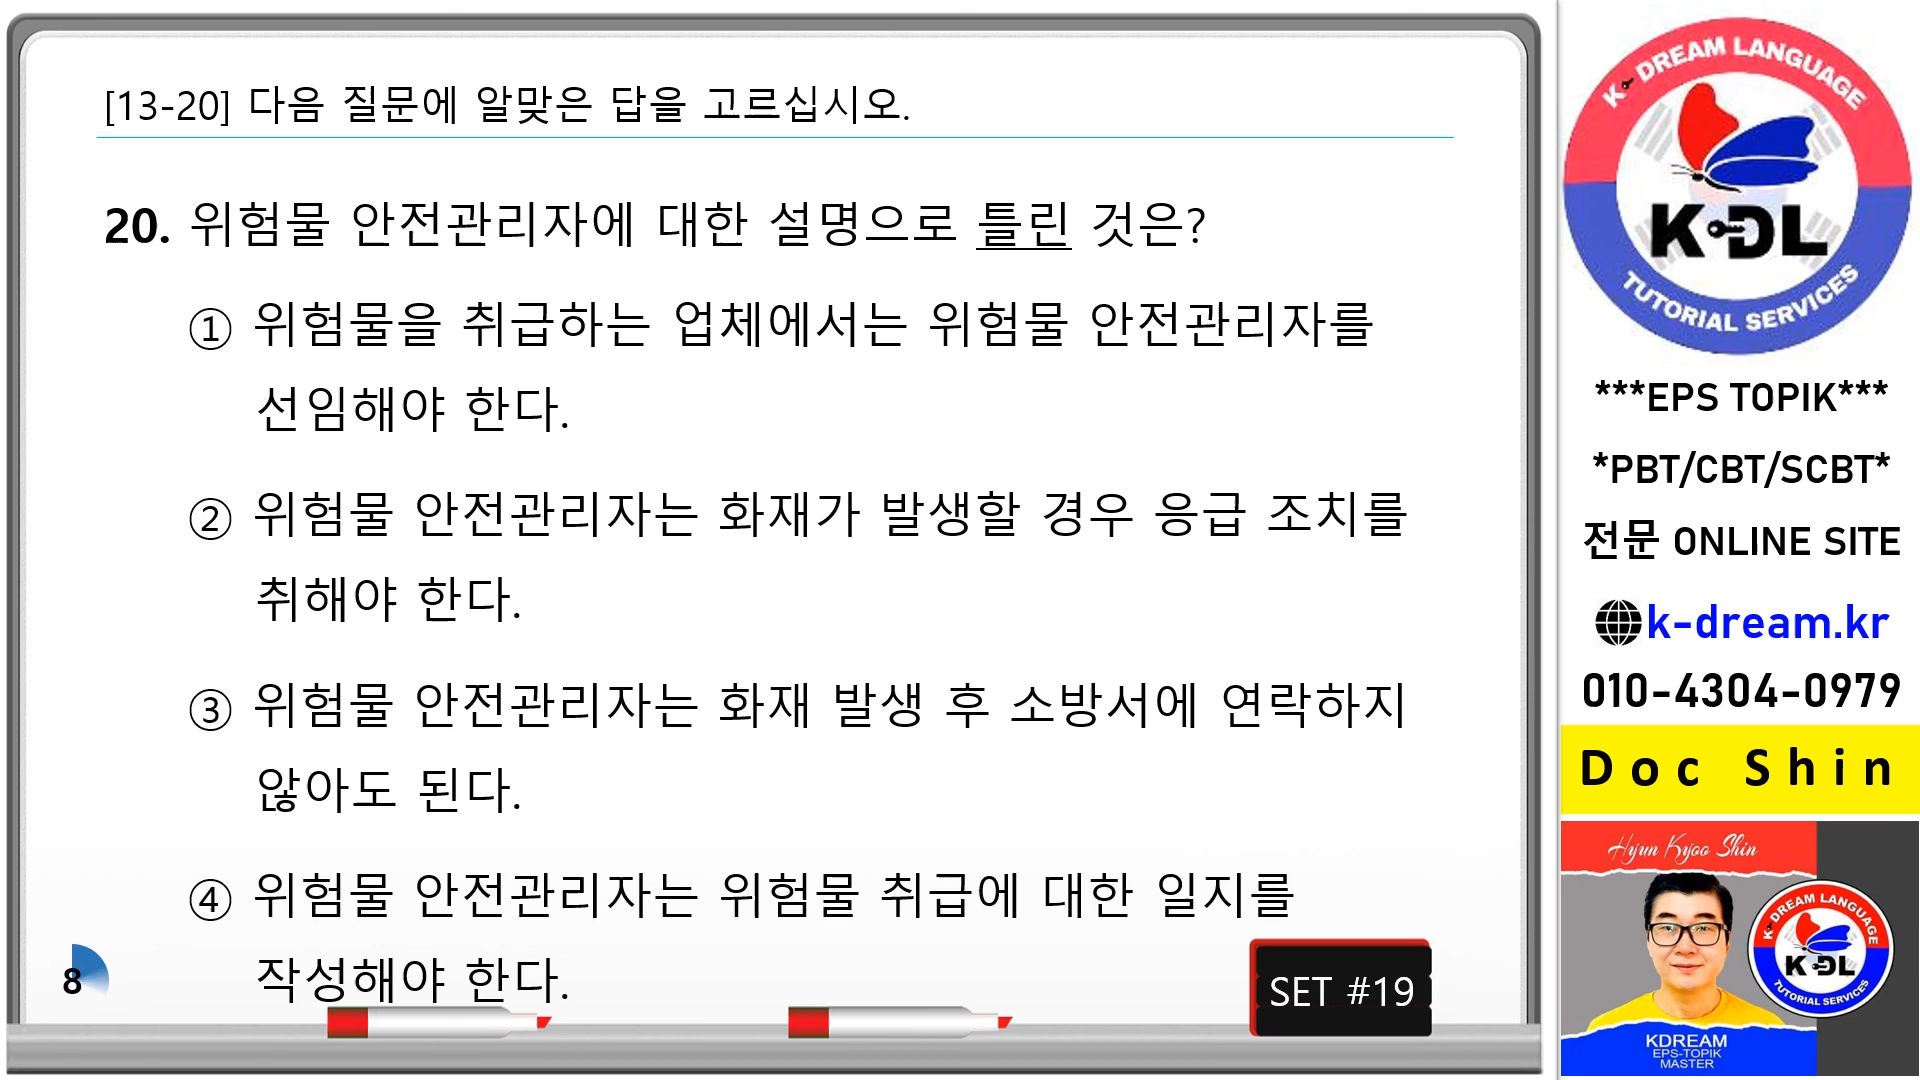 [13-20] 다음 질문에 알맞은 답을 고르십시오.
20. 위험물 안전관리자에 대한 설명으로 틀린 것은?
① 위험물을 취급하는 업체에서는 위험물 안전관리자를
선임해야 한다.
② 위험물 안전관리자는 화재가 발생할 경우 응급 조치를
취해야 한다.
③ 위험물 안전관리자는 화재 발생 후 소방서에 연락하지
않아도 된다.
④ 위험물 안전관리자는 위험물 취급에 대한 일지를
작성해야 한다.
8
SET #19
K DREAM LANGUAGE
K DL
TUTORIAL SERVICES
***EPS TOPIK***
*PBT/CBT/SCBT*
전문 ONLINE SITE
k-dream.kr
010-4304-0979
Doc Shin
Hyun Kyoo Shin
K DREAM LANGUAGE
K DL
TUTORIAL SERVICES
KDREAM
EPS-TOPIK
MASTER